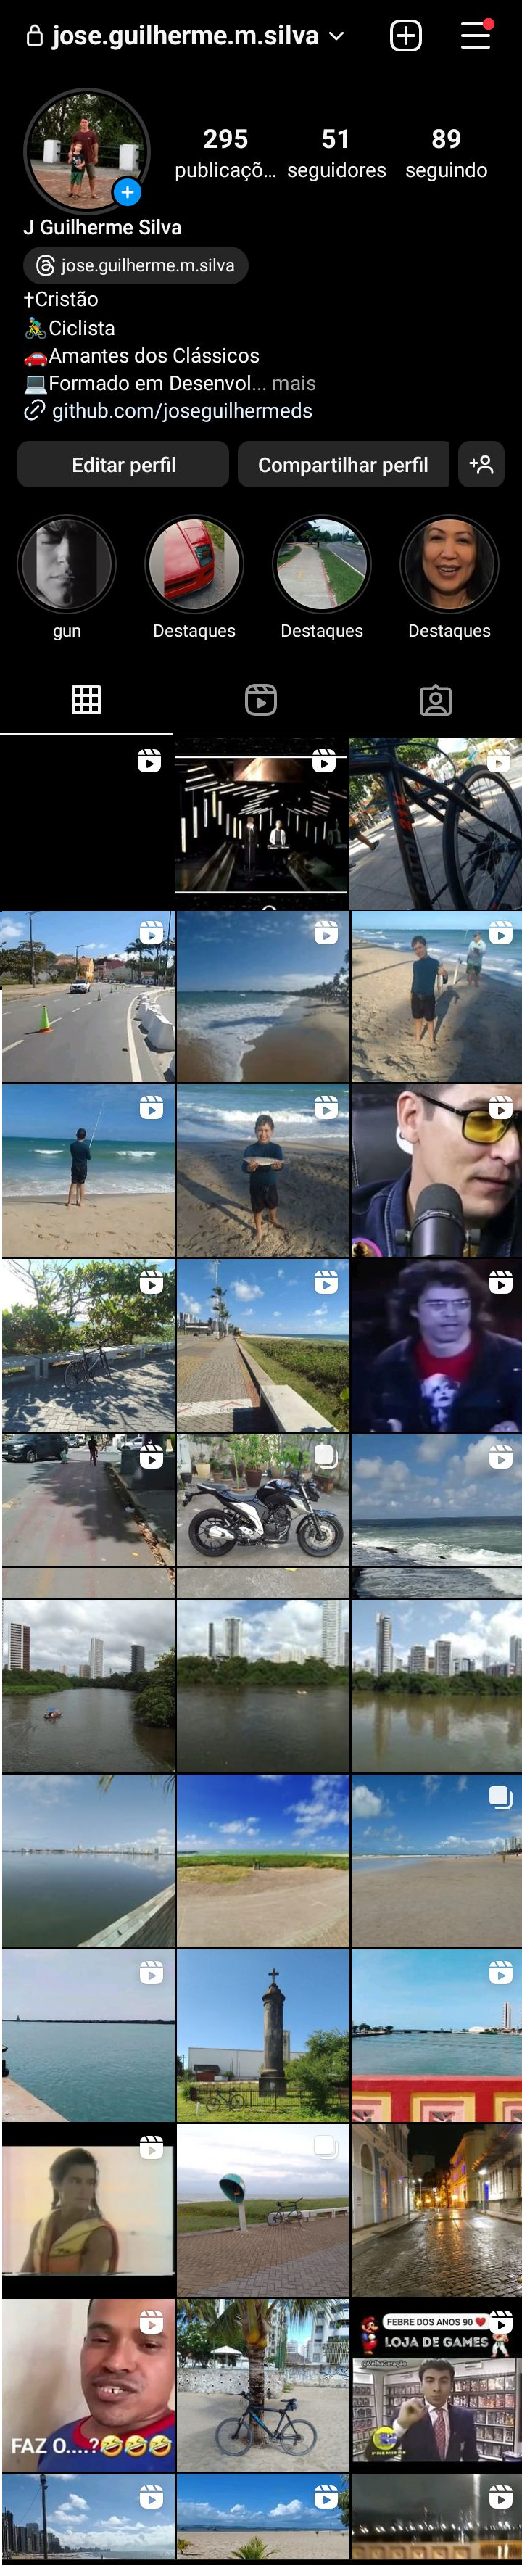 jose.guilherme.m.silva
295 51 89
publicaçõ... seguidores seguindo
J Guilherme Silva
jose.guilherme.m.silva
✝Cristão
🚴‍♂️Ciclista
🚗Amantes dos Clássicos
💻Formado em Desenvol... mais
github.com/joseguilhermeds
Editar perfil Compartilhar perfil
gun Destaques Destaques Destaques
FAZ O....?🤣🤣🤣
FEBRE DOS ANOS 90 ❤
LOJA DE GAMES